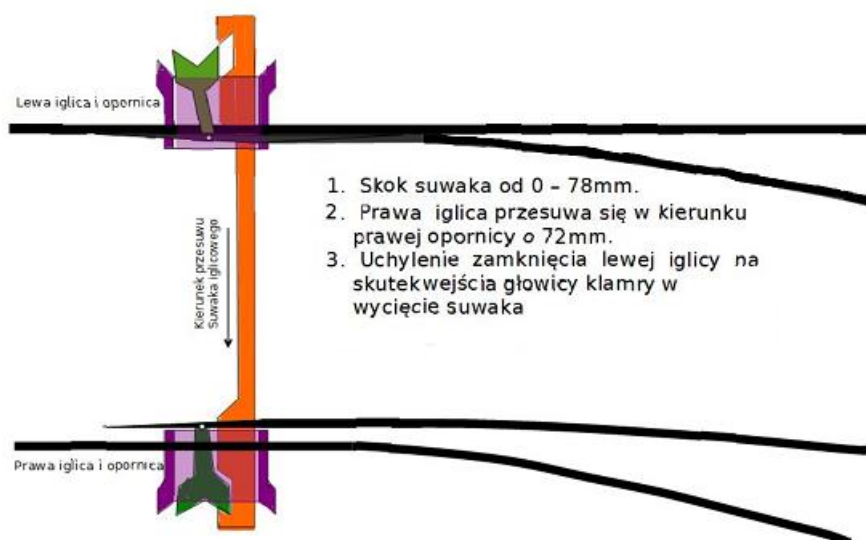 Lewa iglica i opornica
1. Skok suwaka od 0 – 78mm.
2. Prawa iglica przesuwa się w kierunku
prawej opornicy o 72mm.
3. Uchylenie zamknięcia lewej iglicy na
skutekwejścia głowicy klamry w
wycięcie suwaka
Kierunek przesuwu
Suwaka iglicowego
Prawa iglica i opornica